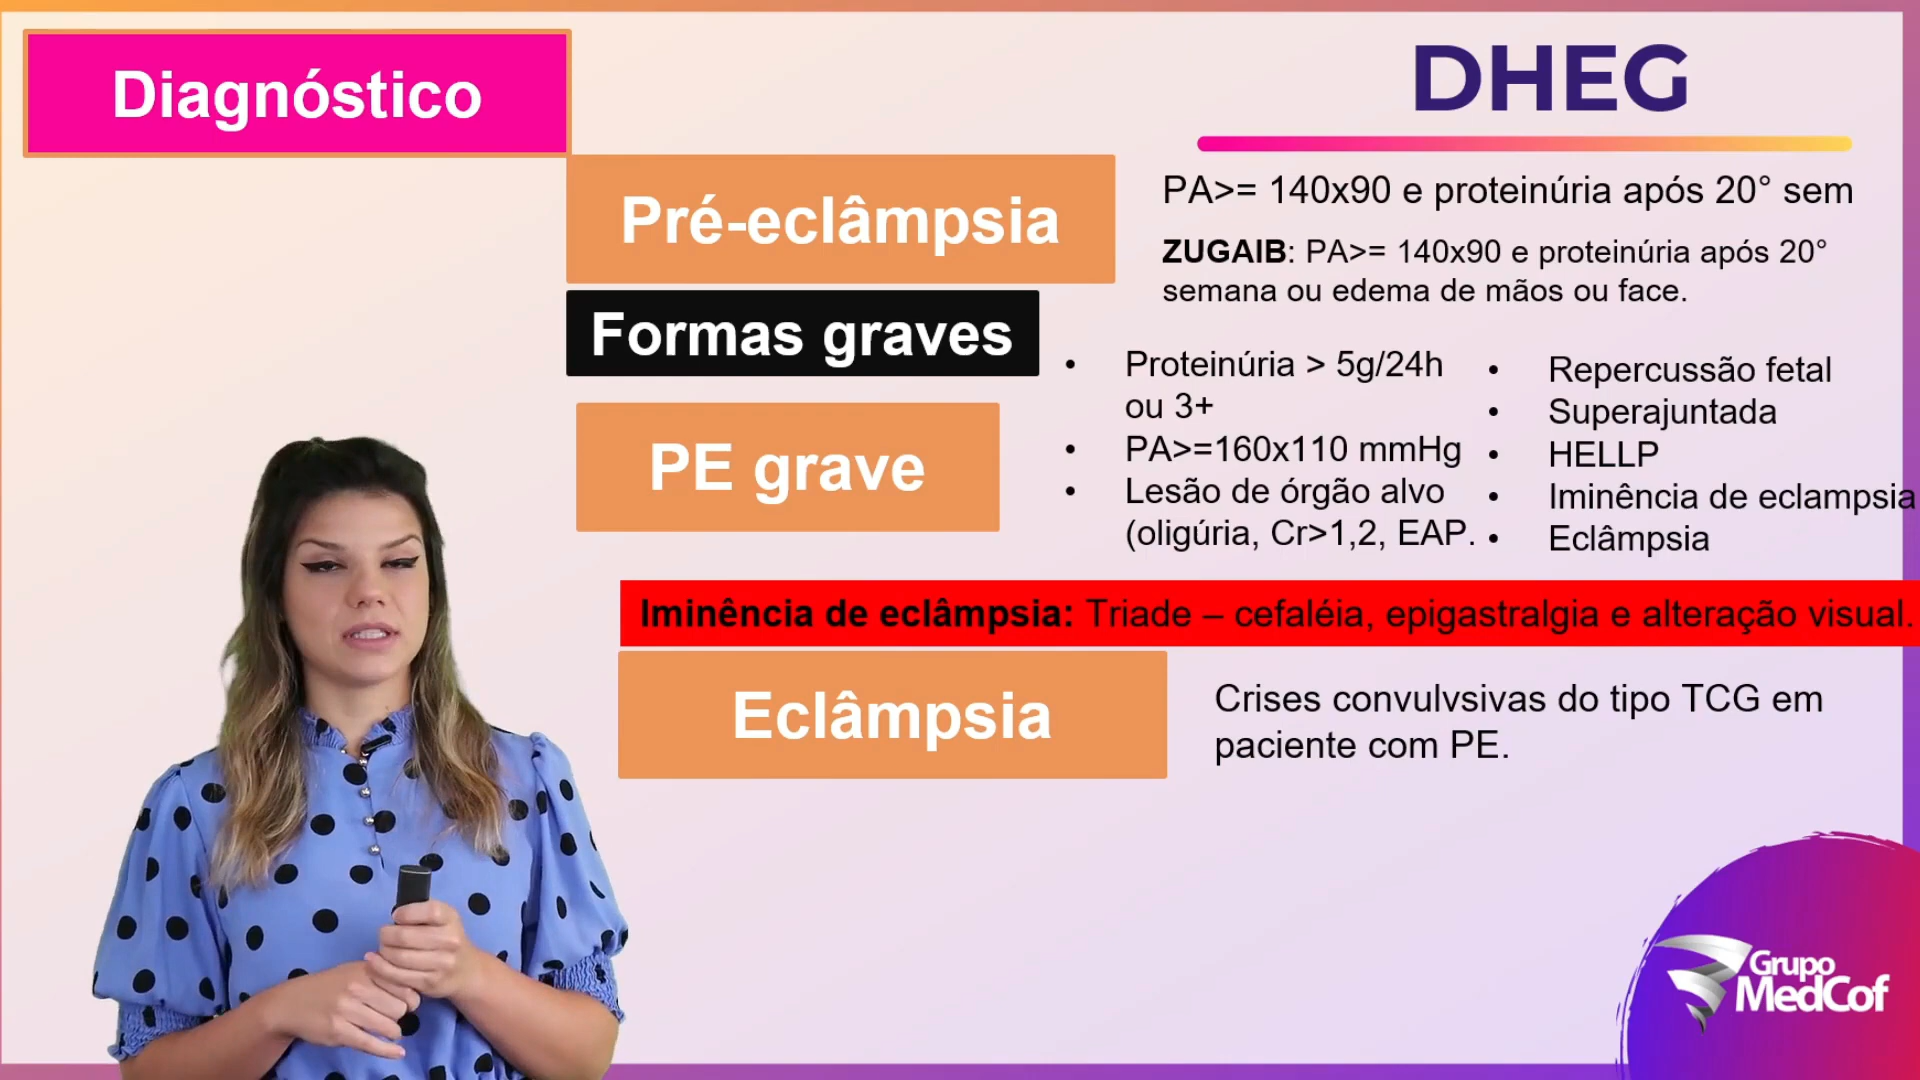 Diagnóstico
DHEG
Pré-eclâmpsia
PA>= 140x90 e proteinúria após 20° sem
ZUGAIB: PA>= 140x90 e proteinúria após 20°
semana ou edema de mãos ou face.
Formas graves
PE grave
• Proteinúria > 5g/24h
ou 3+
• PA>=160x110 mmHg
• Lesão de órgão alvo
(oligúria, Cr>1,2, EAP.
• Repercussão fetal
• Superajuntada
• HELLP
• Iminência de eclampsia
• Eclâmpsia
Iminência de eclâmpsia: Triade – cefaléia, epigastralgia e alteração visual.
Eclâmpsia
Crises convulvsivas do tipo TCG em
paciente com PE.
Grupo
MedCof